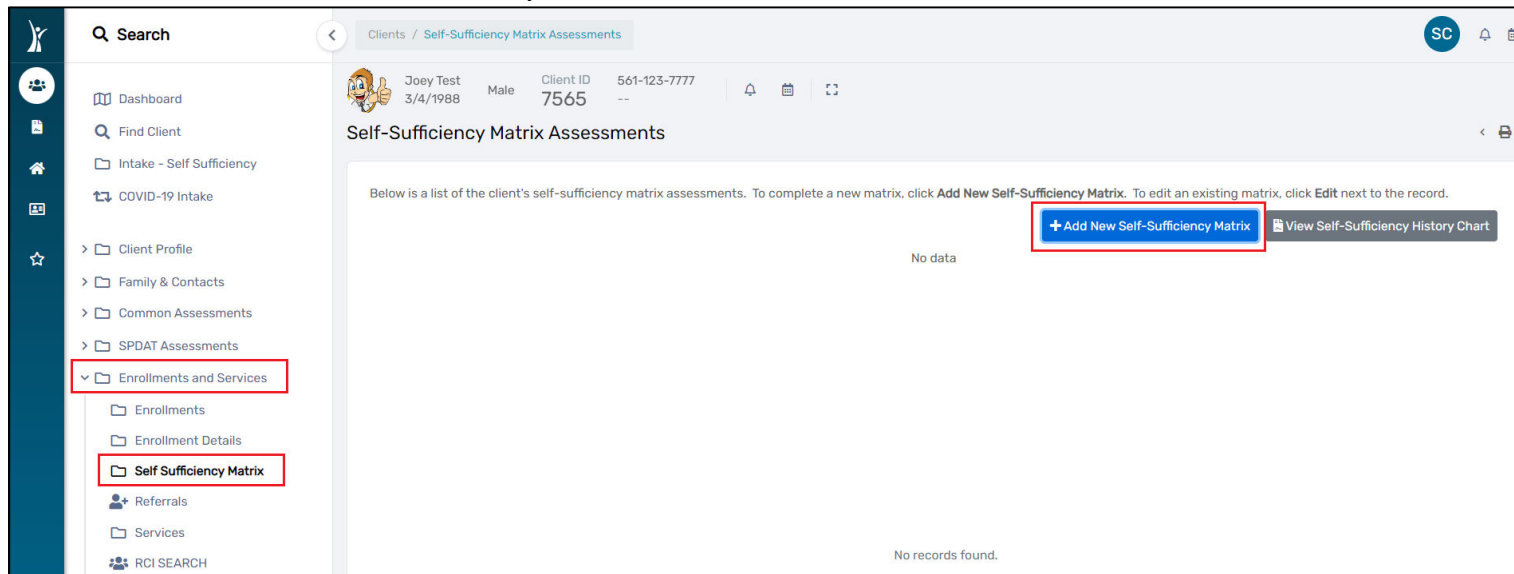 Search
Clients / Self-Sufficiency Matrix Assessments
SC
Joey Test
3/4/1988
Male
Client ID
7565
561-123-7777
--
Self-Sufficiency Matrix Assessments
Dashboard
Find Client
Intake - Self Sufficiency
COVID-19 Intake
Client Profile
Family & Contacts
Common Assessments
SPDAT Assessments
Enrollments and Services
Enrollments
Enrollment Details
Self Sufficiency Matrix
Referrals
Services
RCI SEARCH
Below is a list of the client's self-sufficiency matrix assessments. To complete a new matrix, click Add New Self-Sufficiency Matrix. To edit an existing matrix, click Edit next to the record.
+Add New Self-Sufficiency Matrix
View Self-Sufficiency History Chart
No data
No records found.